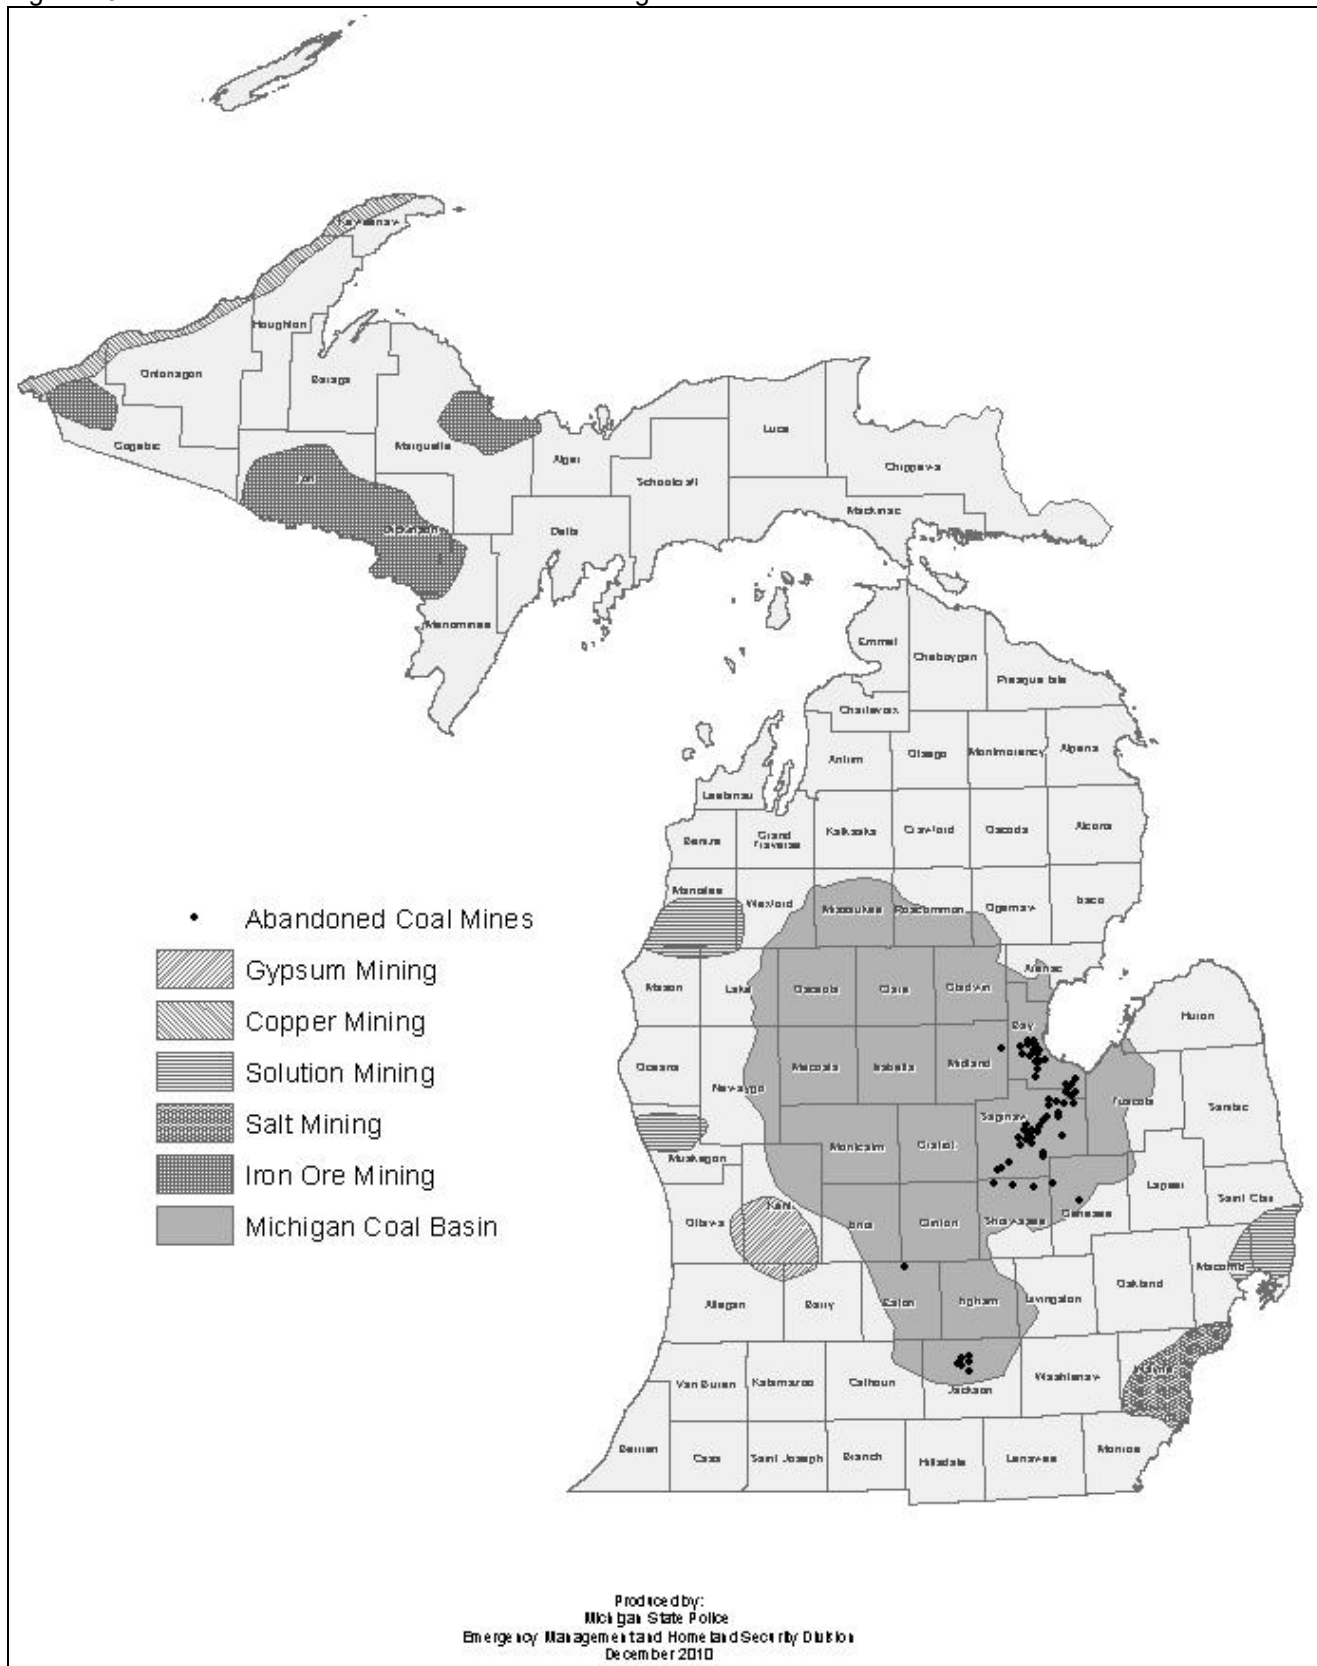 Keweenaw
Houghton
Ontonagon
Baraga
Gogebic
Marquette
Luce
Alger
Chippewa
Iron
Schoolcraft
Mackinac
Dickinson
Delta
Menominee
Emmet
Cheboygan
Presque Isle
Charlevoix
Antrim
Otsego
Montmorency
Alpena
Leelanau
Benzie
Grand
Traverse
Kalkaska
Crawford
Oscoda
Alcona
Manistee
Wexford
Missaukee
Roscommon
Ogemaw
Iosco
Abandoned Coal Mines
Gypsum Mining
Copper Mining
Solution Mining
Salt Mining
Iron Ore Mining
Michigan Coal Basin
Mason
Lake
Osceola
Clare
Gladwin
Arenac
Huron
Bay
Oceana
Newaygo
Mecosta
Isabella
Midland
Tuscola
Sanilac
Saginaw
Muskegon
Montcalm
Gratiot
Lapeer
Saint Clair
Ottawa
Kent
Ionia
Clinton
Shiawassee
Genesee
Macomb
Oakland
Allegan
Barry
Eaton
Ingham
Livingston
Van Buren
Kalamazoo
Calhoun
Jackson
Washtenaw
Wayne
Berrien
Cass
Saint Joseph
Branch
Hillsdale
Lenawee
Monroe
Produced by:
Michigan State Police
Emergency Management and Homeland Security Division
December 2010